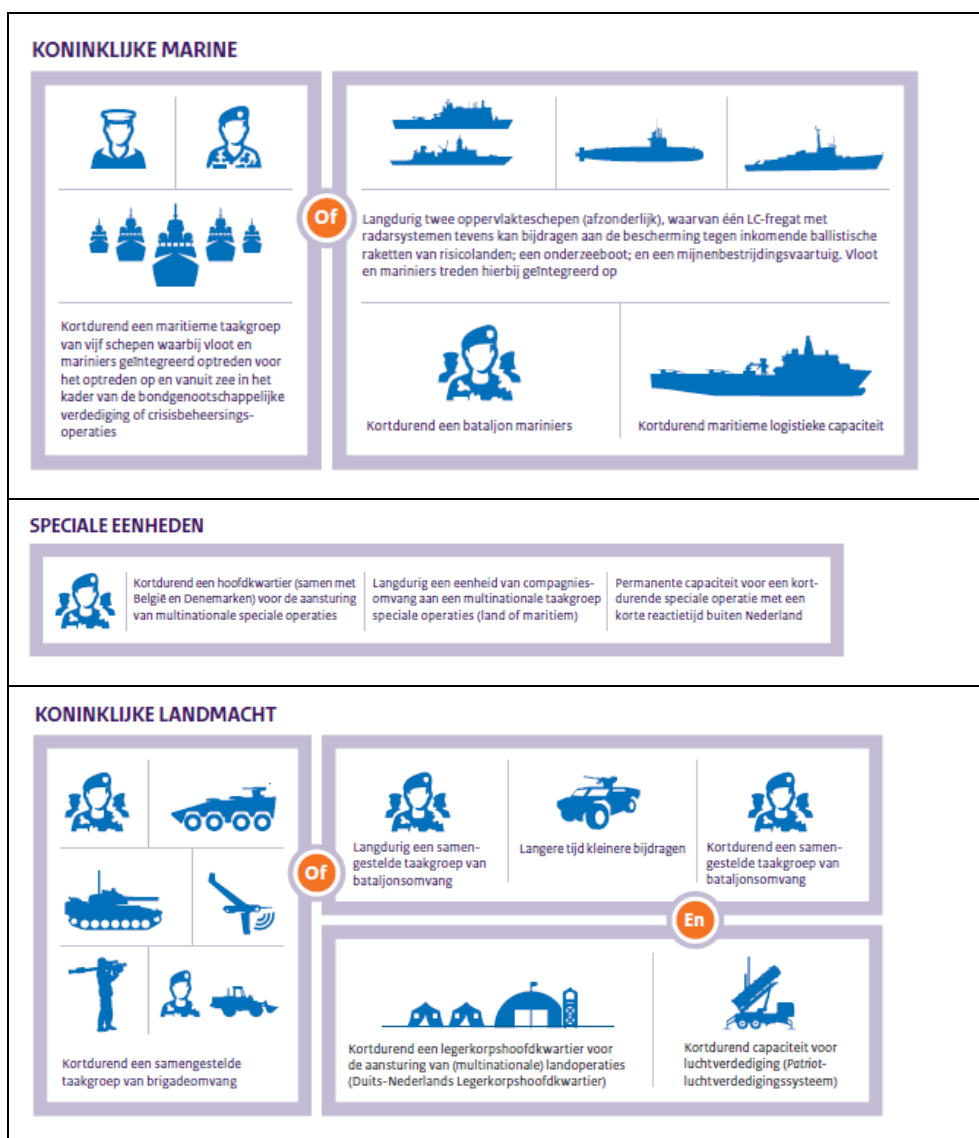 KONINKLIJKE MARINE
Kortdurend een maritieme taakgroep
van vijf schepen waarbij vloot en
mariniers geïntegreerd optreden voor
het optreden op en vanuit zee in het
kader van de bondgenootschappelijke
verdediging of crisisbeheersings-
operaties
Of
Langdurig twee oppervlakteschepen (afzonderlijk), waarvan één LC-fregat met
radarsystemen tevens kan bijdragen aan de bescherming tegen inkomende ballistische
raketten van risicolanden; een onderzeeboot; en een mijnenbestrijdingsvaartuig. Vloot
en mariniers treden hierbij geïntegreerd op
Kortdurend een bataljon mariniers
Kortdurend maritieme logistieke capaciteit
SPECIALE EENHEDEN
Kortdurend een hoofdkwartier (samen met
België en Denemarken) voor de aansturing
van multinationale speciale operaties
Langdurig een eenheid van compagnies-
omvang aan een multinationale taakgroep
speciale operaties (land of maritiem)
Permanente capaciteit voor een kort-
durende speciale operatie met een
korte reactietijd buiten Nederland
KONINKLIJKE LANDMACHT
Kortdurend een samengestelde
taakgroep van brigadeomvang
Of
Langdurig een samen-
gestelde taakgroep van
bataljonsomvang
Langere tijd kleinere bijdragen
Kortdurend een samen-
gestelde taakgroep van
bataljonsomvang
En
Kortdurend een legerkorpshoofdkwartier voor
de aansturing van (multinationale) landoperaties
(Duits-Nederlands Legerkorpshoofdkwartier)
Kortdurend capaciteit voor
luchtverdediging (Patriot-
luchtverdedigingssysteem)